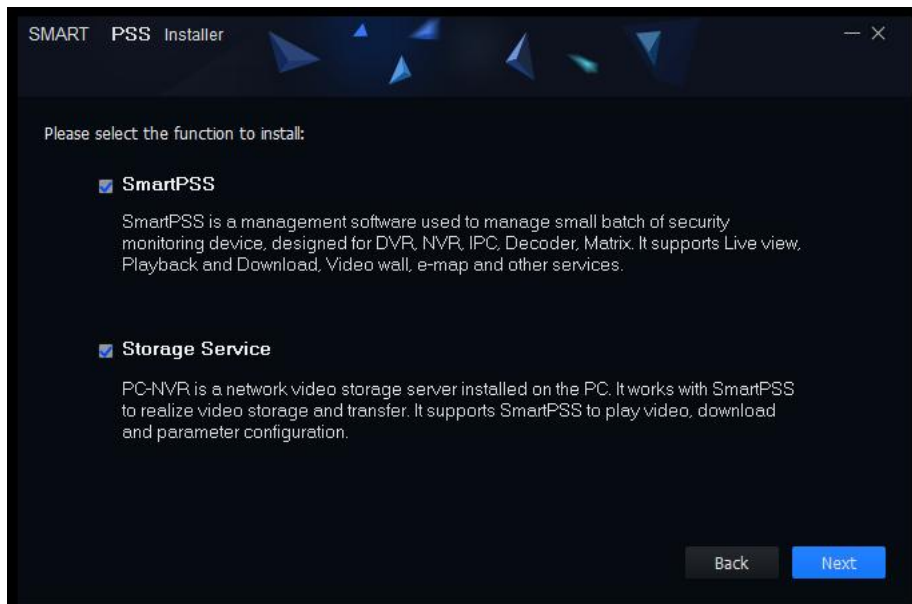 SMART PSS Installer
Please select the function to install:
SmartPSS
SmartPSS is a management software used to manage small batch of security
monitoring device, designed for DVR, NVR, IPC, Decoder, Matrix. It supports Live view,
Playback and Download, Video wall, e-map and other services.
Storage Service
PC-NVR is a network video storage server installed on the PC. It works with SmartPSS
to realize video storage and transfer. It supports SmartPSS to play video, download
and parameter configuration.
Back Next